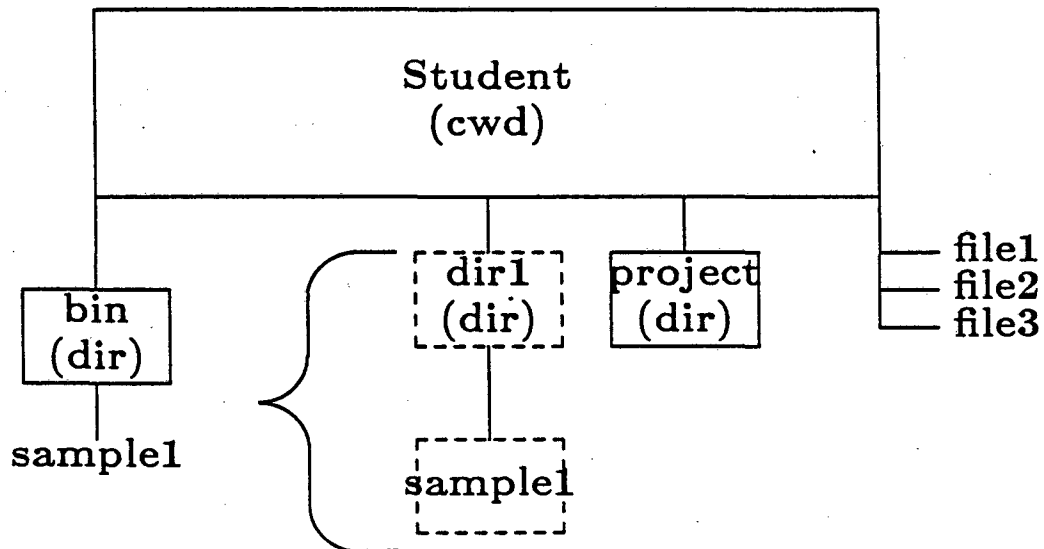 Student
(cwd)
bin
(dir)
sample1
dir1
(dir)
sample1
project
(dir)
file1
file2
file3